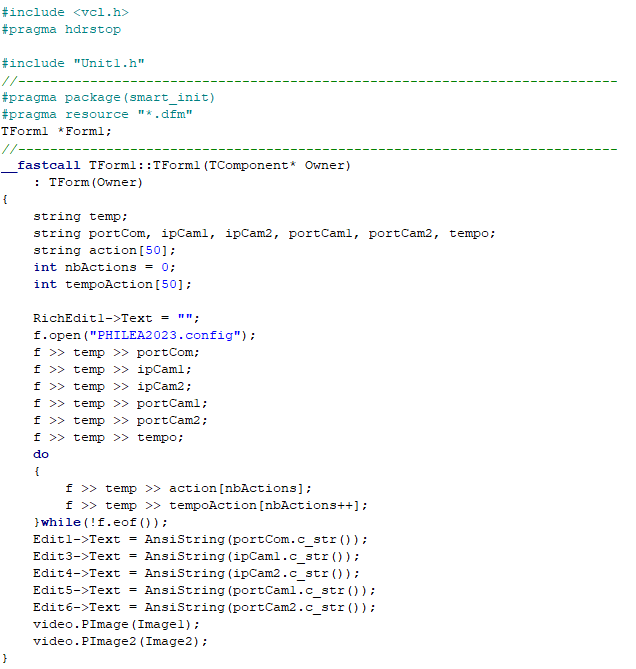 #include <vcl.h>
#pragma hdrstop
#include "Unit1.h"
//---------------------------------------------------------------------------
#pragma package(smart_init)
#pragma resource "*.dfm"
TForm1 *Form1;
//---------------------------------------------------------------------------
__fastcall TForm1::TForm1(TComponent* Owner)
    : TForm(Owner)
{
    string temp;
    string portCom, ipCam1, ipCam2, portCam1, portCam2, tempo;
    string action[50];
    int nbActions = 0;
    int tempoAction[50];
    RichEdit1->Text = "";
    f.open("PHILEA2023.config");
    f >> temp >> portCom;
    f >> temp >> ipCam1;
    f >> temp >> ipCam2;
    f >> temp >> portCam1;
    f >> temp >> portCam2;
    f >> temp >> tempo;
    do
    {
        f >> temp >> action[nbActions];
        f >> temp >> tempoAction[nbActions++];
    }while(!f.eof());
    Edit1->Text = AnsiString(portCom.c_str());
    Edit3->Text = AnsiString(ipCam1.c_str());
    Edit4->Text = AnsiString(ipCam2.c_str());
    Edit5->Text = AnsiString(portCam1.c_str());
    Edit6->Text = AnsiString(portCam2.c_str());
    video.PImage(Image1);
    video.PImage2(Image2);
}